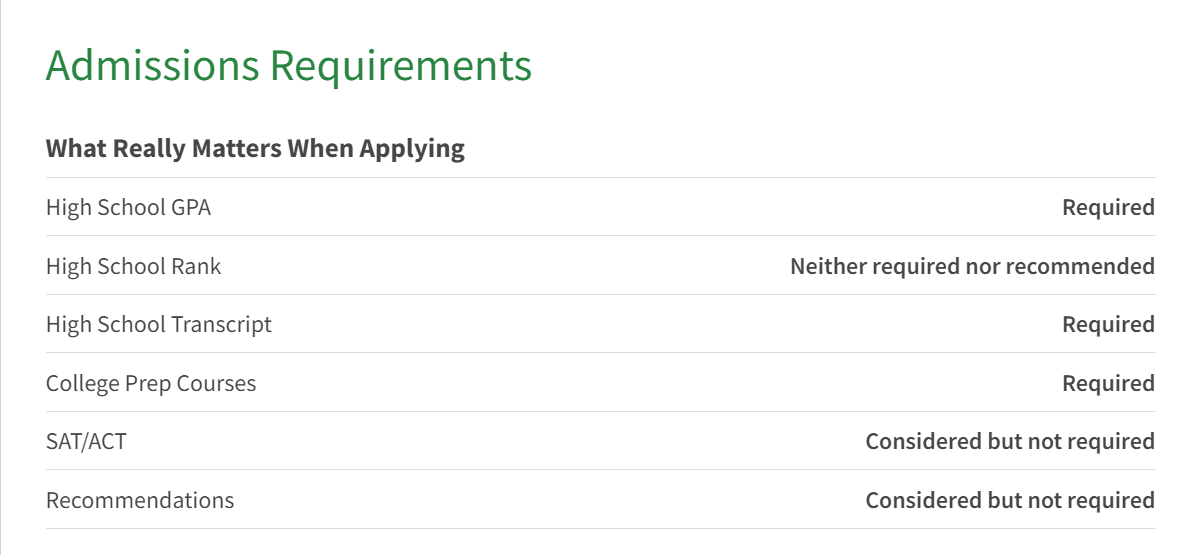 Admissions Requirements
What Really Matters When Applying
High School GPA Required
High School Rank Neither required nor recommended
High School Transcript Required
College Prep Courses Required
SAT/ACT Considered but not required
Recommendations Considered but not required